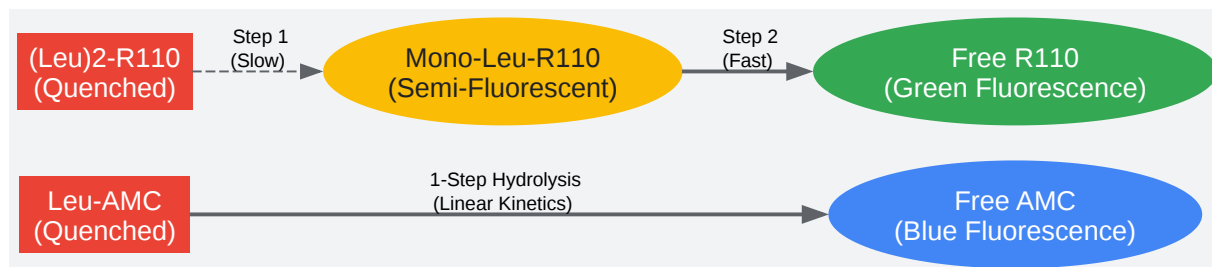 (Leu)2-R110
(Quenched)
Step 1
(Slow)
Mono-Leu-R110
(Semi-Fluorescent)
Step 2
(Fast)
Free R110
(Green Fluorescence)
Leu-AMC
(Quenched)
1-Step Hydrolysis
(Linear Kinetics)
Free AMC
(Blue Fluorescence)